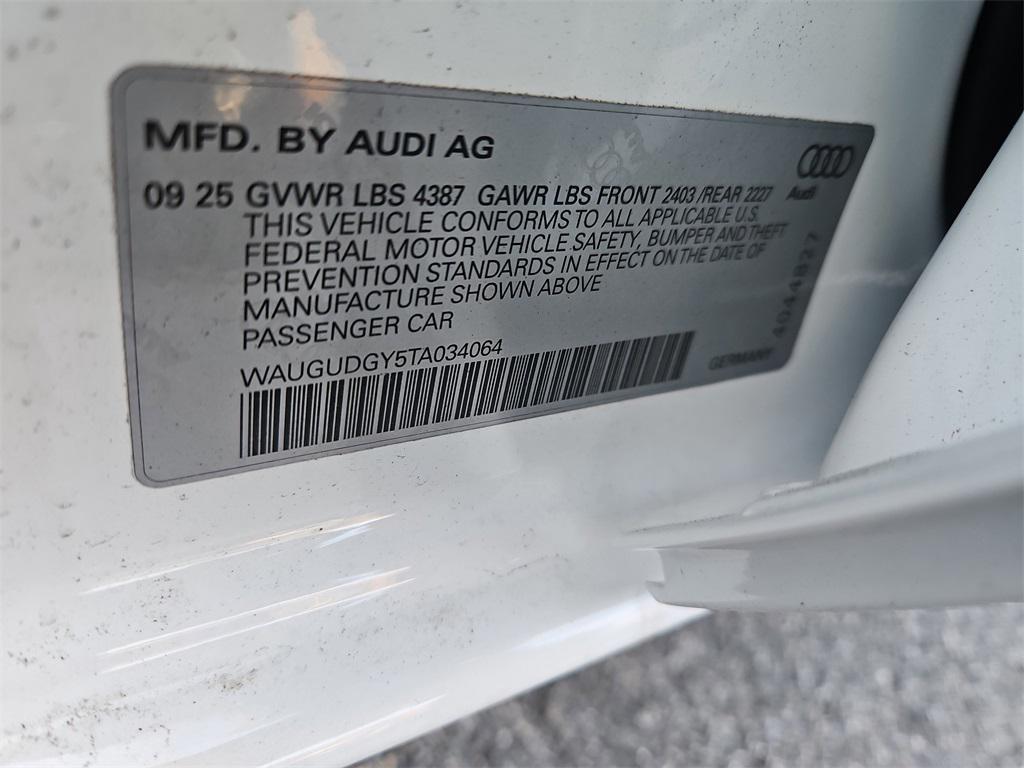 MFD. BY AUDI AG
09 25 GVWR LBS 4387 GAWR LBS FRONT 2403 /REAR 2227
Audi
THIS VEHICLE CONFORMS TO ALL APPLICABLE U.S.
FEDERAL MOTOR VEHICLE SAFETY, BUMPER AND THEFT
PREVENTION STANDARDS IN EFFECT ON THE DATE OF
MANUFACTURE SHOWN ABOVE
PASSENGER CAR
WAUGUDGY5TA034064
GERMANY
4044827